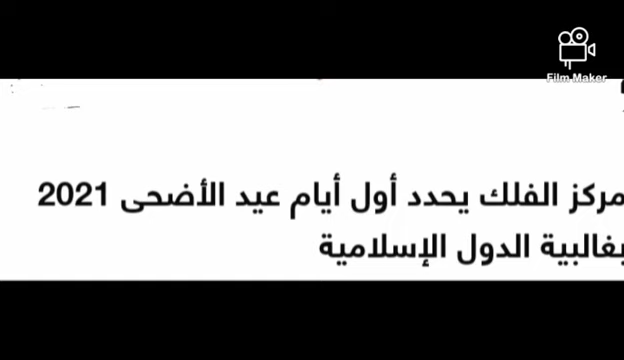 Film Maker
مركز الفلك يحدد أول أيام عيد الأضحى 2021
بغالبية الدول الإسلامية